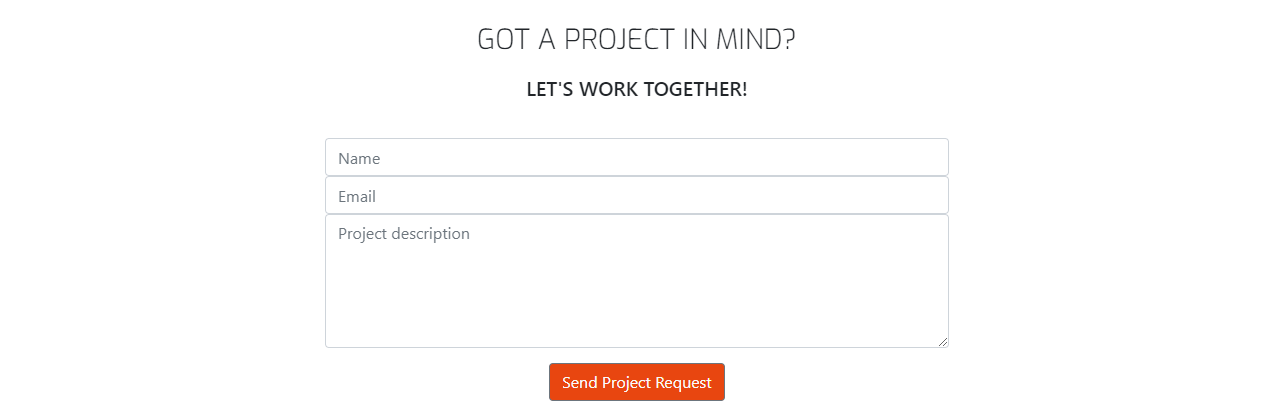 GOT A PROJECT IN MIND?
LET'S WORK TOGETHER!
Name
Email
Project description
Send Project Request